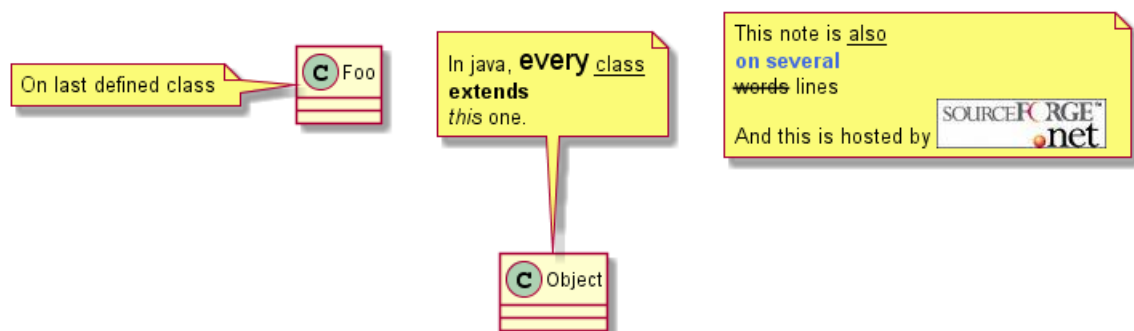 On last defined class
C Foo
In java, every class
extends
this one.
C Object
This note is also
on several
words lines
And this is hosted by SOURCEFORGE™
.net